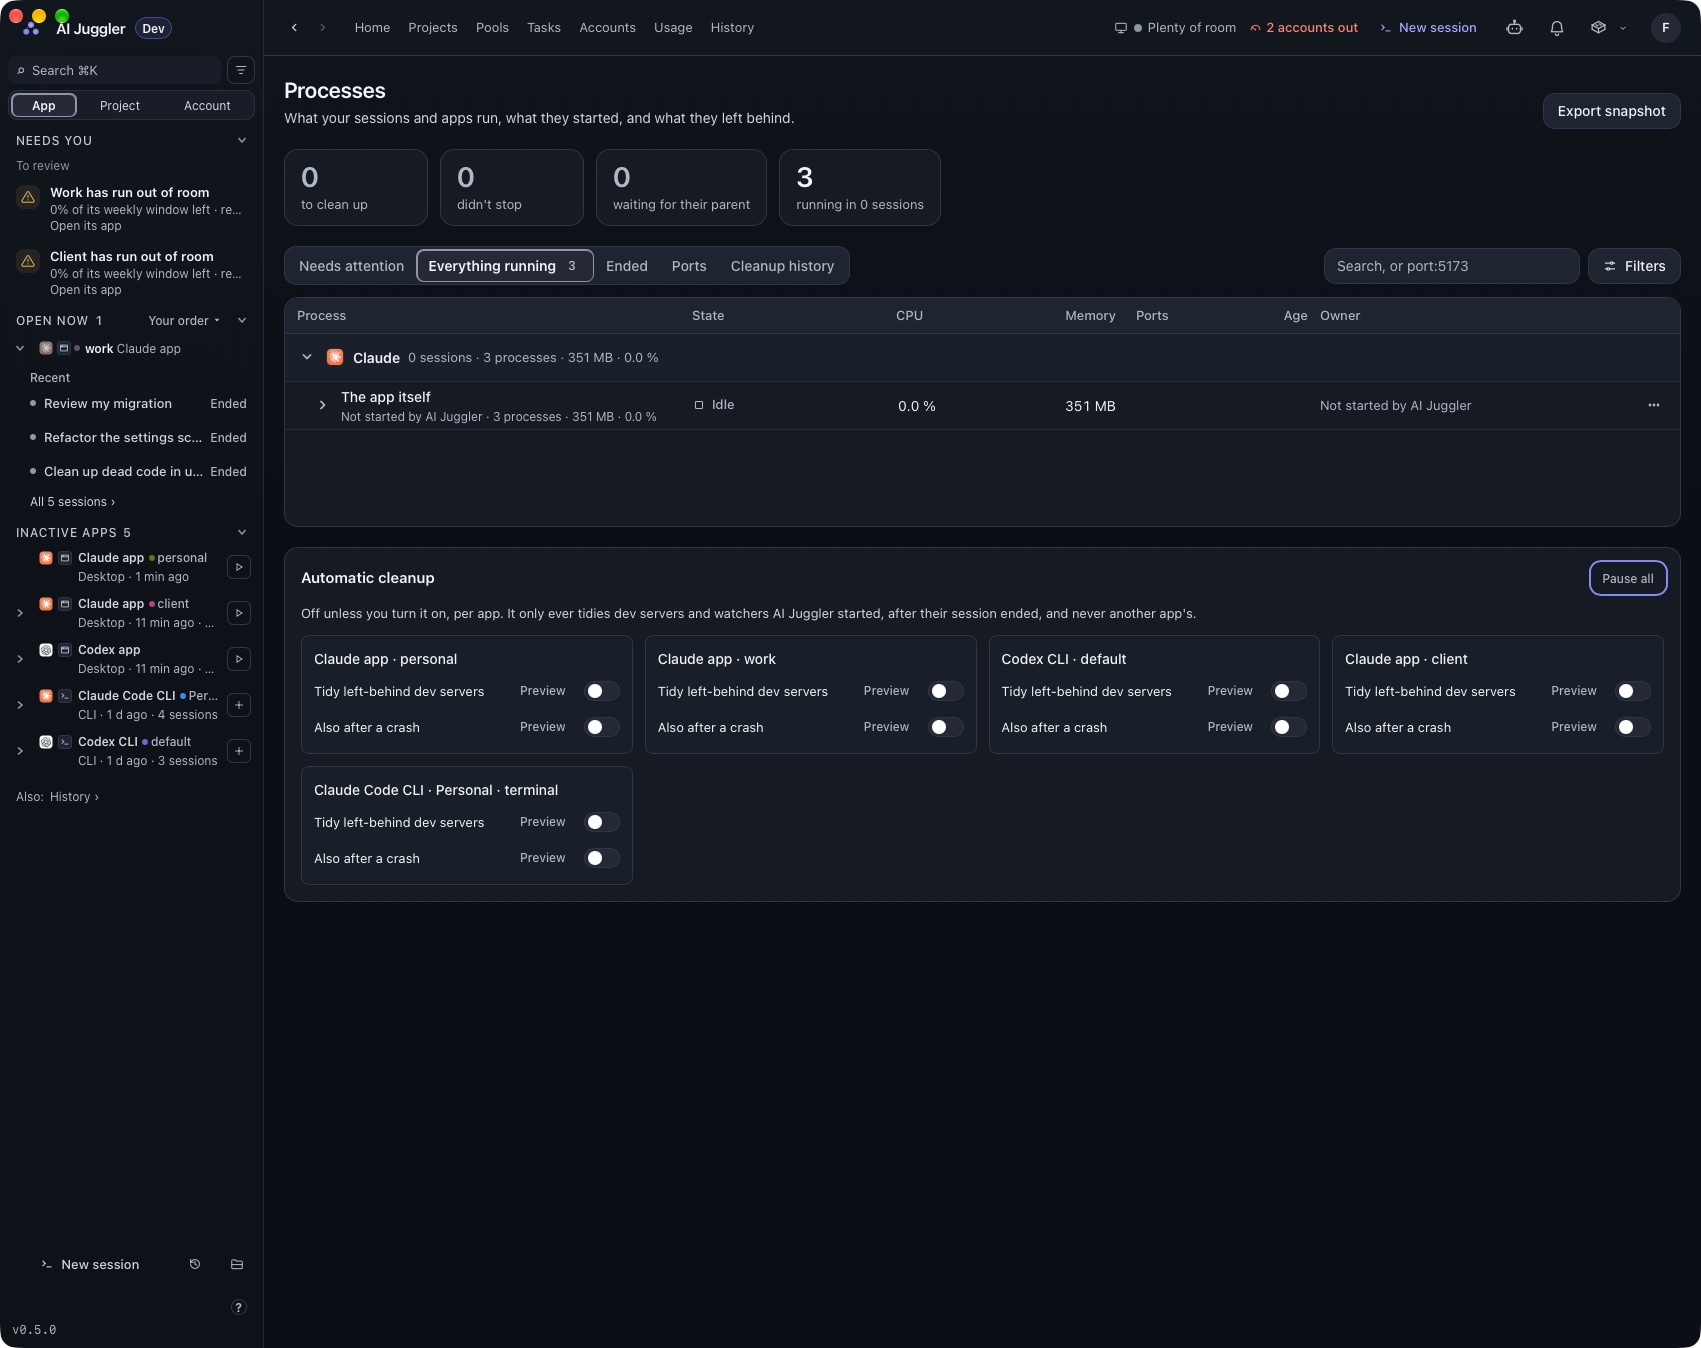 AI Juggler Dev
Search ⌘K
App Project Account
NEEDS YOU
To review
Work has run out of room
0% of its weekly window left · re…
Open its app
Client has run out of room
0% of its weekly window left · re…
Open its app
OPEN NOW 1 Your order
work Claude app
Recent
Review my migration Ended
Refactor the settings sc… Ended
Clean up dead code in u… Ended
All 5 sessions ›
INACTIVE APPS 5
Claude app personal
Desktop · 1 min ago
Claude app client
Desktop · 11 min ago · …
Codex app
Desktop · 11 min ago · …
Claude Code CLI Per…
CLI · 1 d ago · 4 sessions
Codex CLI default
CLI · 1 d ago · 3 sessions
Also: History ›
New session
?
v0.5.0
Home Projects Pools Tasks Accounts Usage History
Plenty of room 2 accounts out New session F
Processes
What your sessions and apps run, what they started, and what they left behind.
Export snapshot
0 0 0 3
to clean up didn't stop waiting for their parent running in 0 sessions
Needs attention Everything running 3 Ended Ports Cleanup history
Search, or port:5173 Filters
Process State CPU Memory Ports Age Owner
Claude 0 sessions · 3 processes · 351 MB · 0.0 %
The app itself
Not started by AI Juggler · 3 processes · 351 MB · 0.0 %
Idle 0.0 % 351 MB Not started by AI Juggler
Automatic cleanup Pause all
Off unless you turn it on, per app. It only ever tidies dev servers and watchers AI Juggler started, after their session ended, and never another app's.
Claude app · personal
Tidy left-behind dev servers Preview
Also after a crash Preview
Claude app · work
Tidy left-behind dev servers Preview
Also after a crash Preview
Codex CLI · default
Tidy left-behind dev servers Preview
Also after a crash Preview
Claude app · client
Tidy left-behind dev servers Preview
Also after a crash Preview
Claude Code CLI · Personal · terminal
Tidy left-behind dev servers Preview
Also after a crash Preview